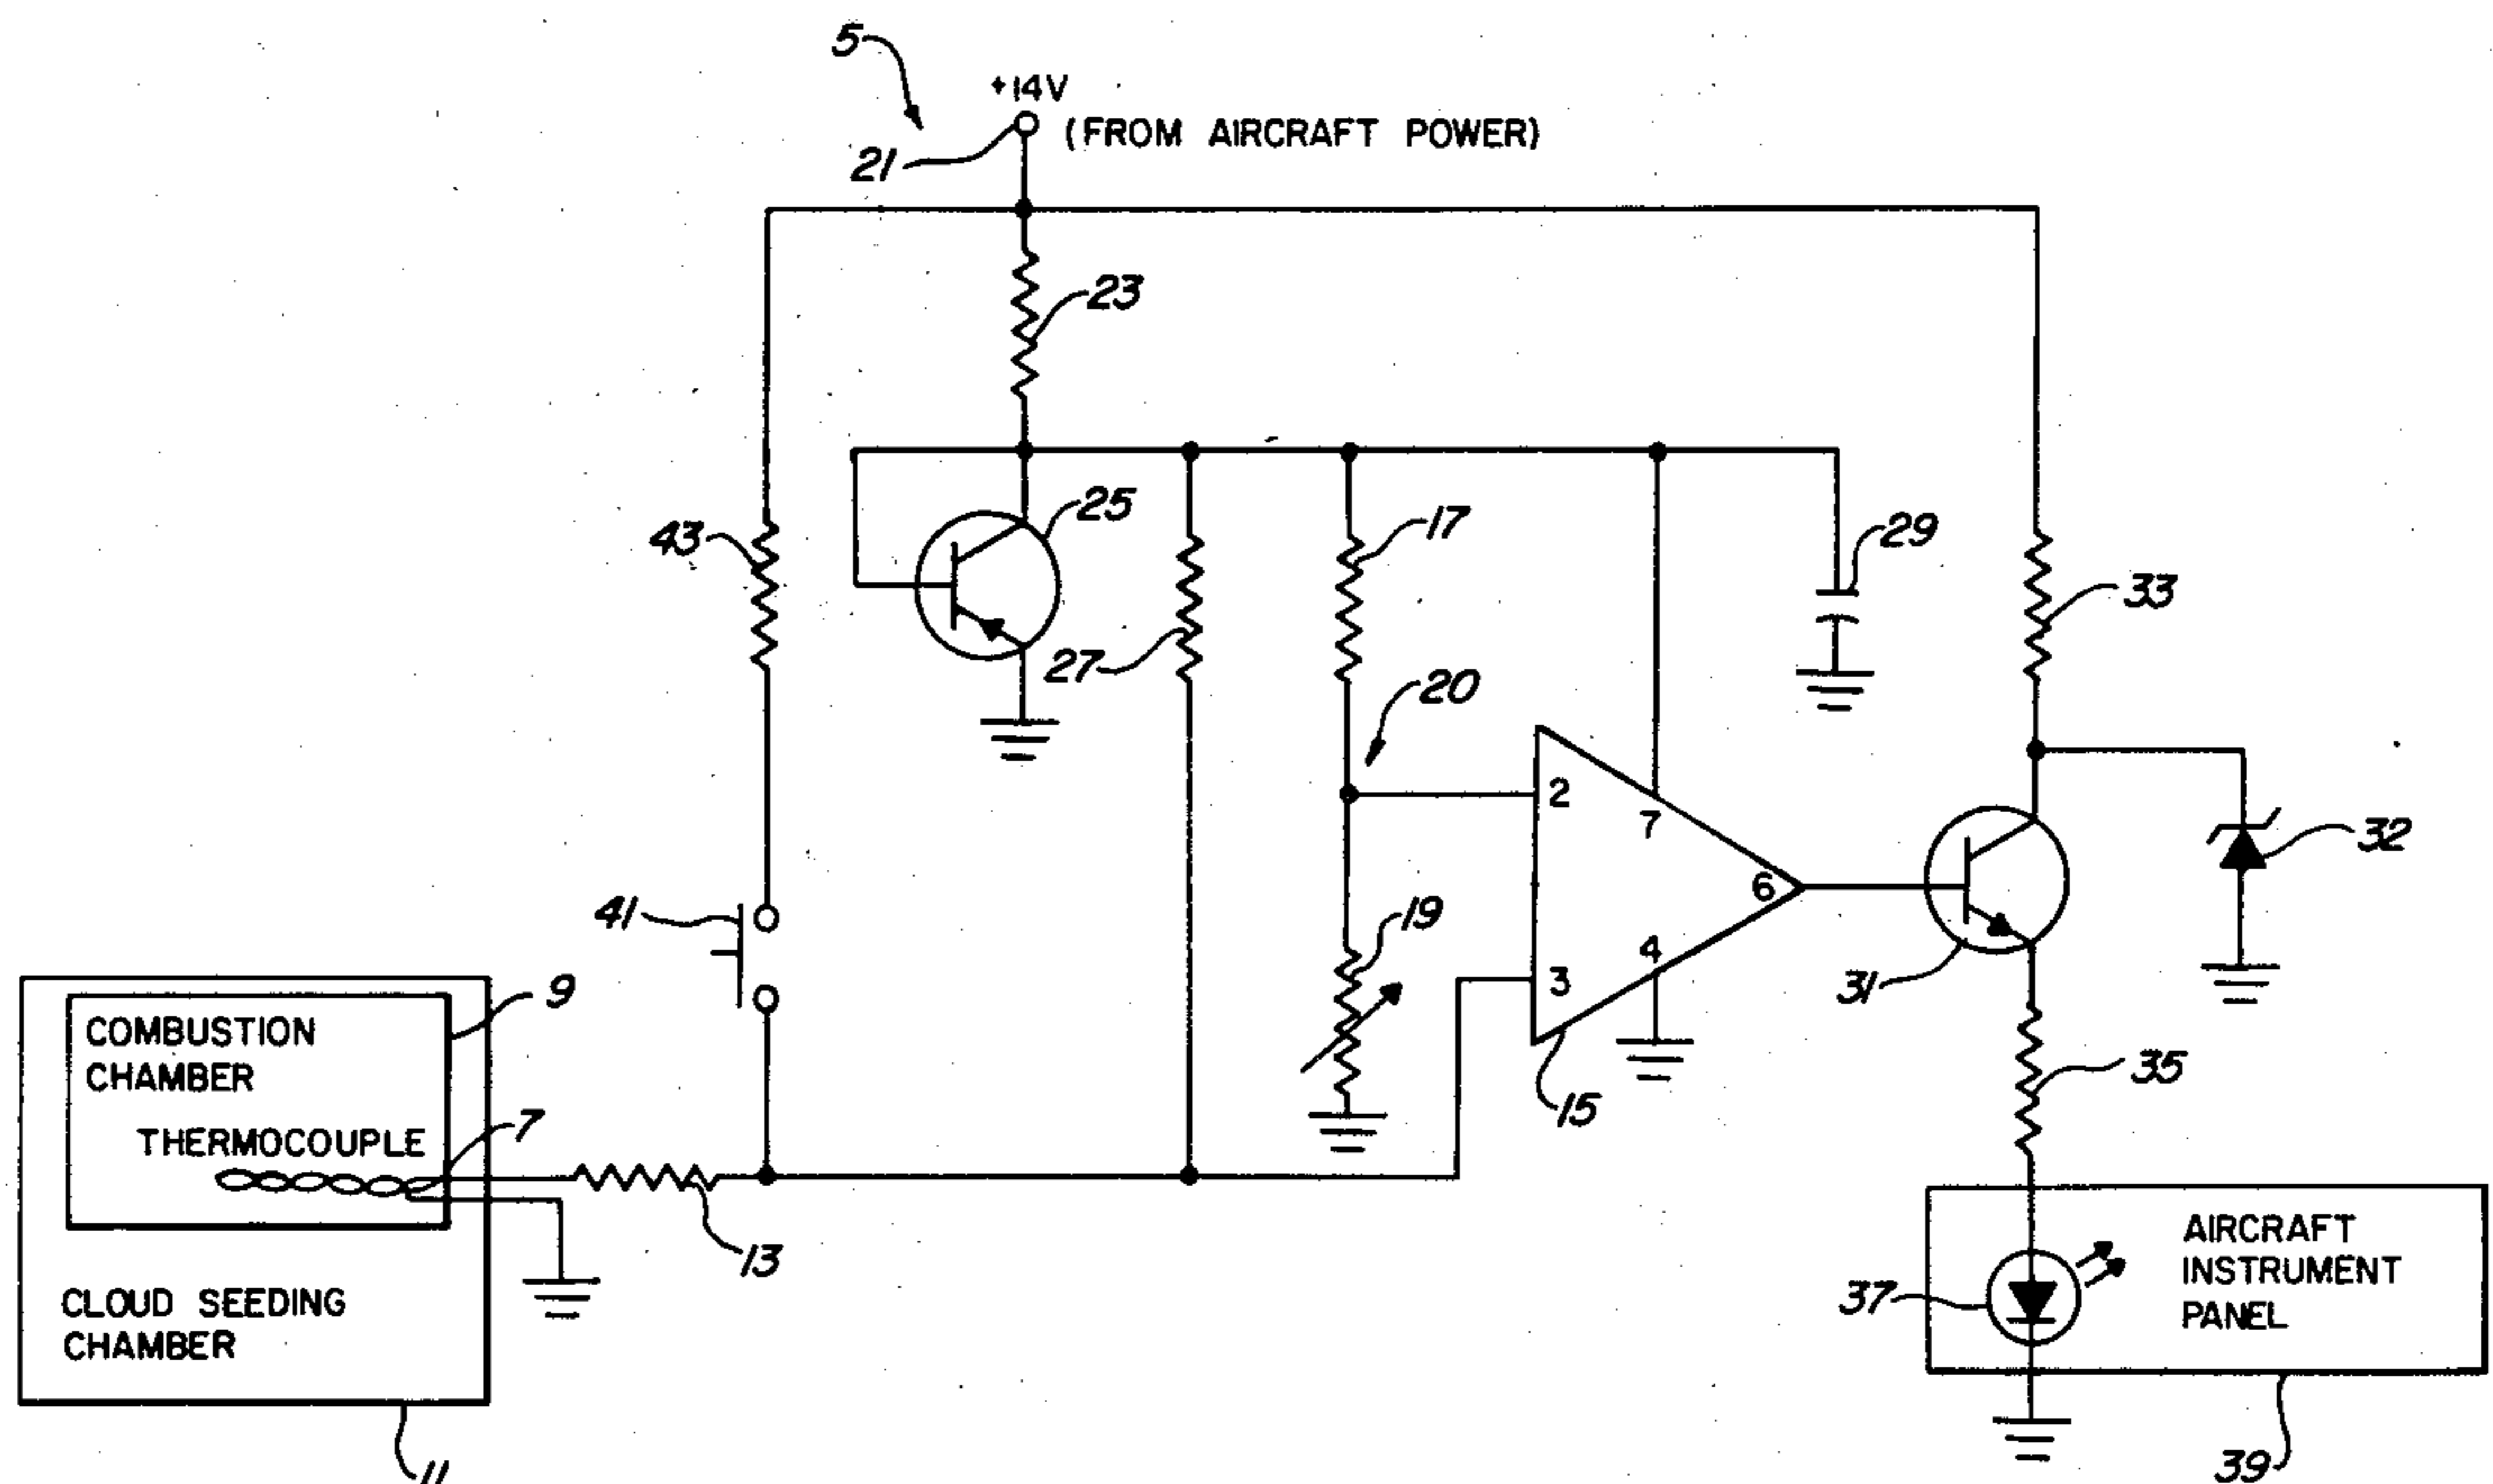 5
+14V
(FROM AIRCRAFT POWER)
21
23
25
17
43
29
33
27
20
2
7
32
6
41
19
4
31
3
9
COMBUSTION
CHAMBER
35
15
7
THERMOCOUPLE
13
AIRCRAFT
INSTRUMENT
PANEL
37
CLOUD SEEDING
CHAMBER
39
11